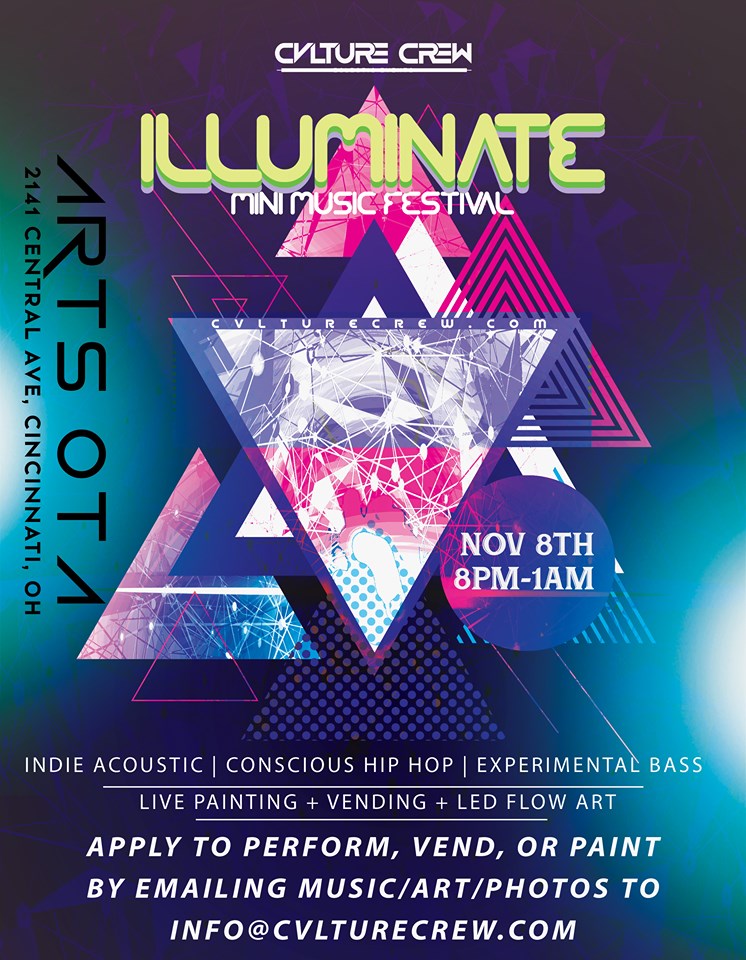 CVLTURE CREW
ILLUMINATE
MINI MUSIC FESTIVAL
ARTS OTA
2141 CENTRAL AVE, CINCINNATI, OH
CVLTURECREW.COM
NOV 8TH
8PM-1AM
INDIE ACOUSTIC | CONSCIOUS HIP HOP | EXPERIMENTAL BASS
LIVE PAINTING + VENDING + LED FLOW ART
APPLY TO PERFORM, VEND, OR PAINT
BY EMAILING MUSIC/ART/PHOTOS TO
INFO@CVLTURECREW.COM